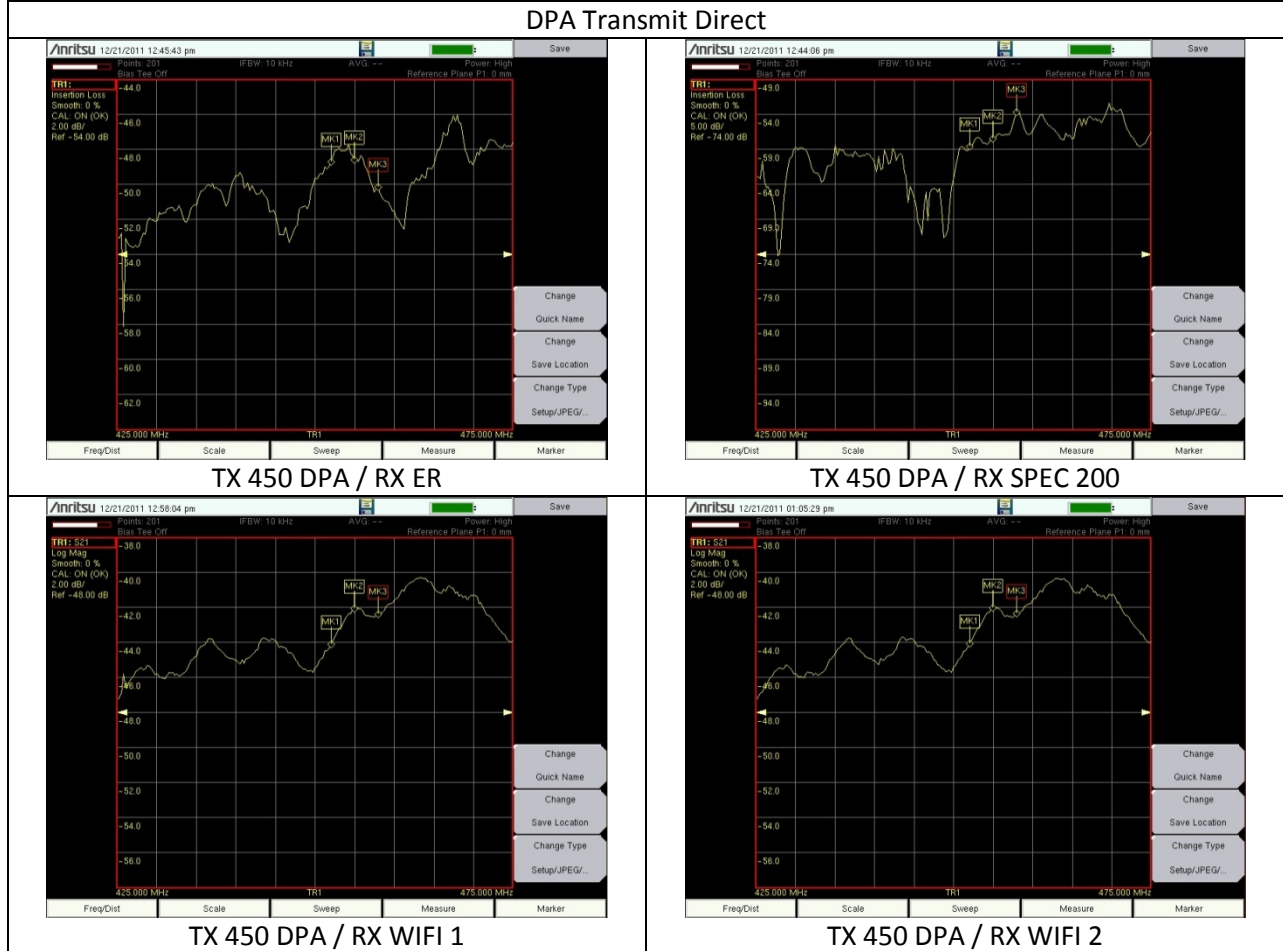 DPA Transmit Direct
Anritsu 12/21/2011 12:45:43 pm
Save
Points: 201 IFBW: 10 kHz AVG: -- Power: High
Bias Tee Off Reference Plane P1: 0 mm
TR1:
Insertion Loss
Smooth: 0 %
CAL: ON (OK)
2.00 dB/
Ref -54.00 dB
-44.0
-46.0
-48.0
-50.0
-52.0
-54.0
-56.0
-58.0
-60.0
-62.0
MK1 MK2
MK3
Change
Quick Name
Change
Save Location
Change Type
Setup/JPEG/...
425.000 MHz TR1 475.000 MHz
Freq/Dist Scale Sweep Measure Marker
TX 450 DPA / RX ER
Anritsu 12/21/2011 12:44:06 pm
Save
Points: 201 IFBW: 10 kHz AVG: -- Power: High
Bias Tee Off Reference Plane P1: 0 mm
TR1:
Insertion Loss
Smooth: 0 %
CAL: ON (OK)
5.00 dB/
Ref -74.00 dB
-49.0
-54.0
-59.0
-64.0
-69.0
-74.0
-79.0
-84.0
-89.0
-94.0
MK3
MK1 MK2
Change
Quick Name
Change
Save Location
Change Type
Setup/JPEG/...
425.000 MHz TR1 475.000 MHz
Freq/Dist Scale Sweep Measure Marker
TX 450 DPA / RX SPEC 200
Anritsu 12/21/2011 12:58:04 pm
Save
Points: 201 IFBW: 10 kHz AVG: -- Power: High
Bias Tee Off Reference Plane P1: 0 mm
TR1: S21
Log Mag
Smooth: 0 %
CAL: ON (OK)
2.00 dB/
Ref -48.00 dB
-38.0
-40.0
-42.0
-44.0
-46.0
-48.0
-50.0
-52.0
-54.0
-56.0
MK2 MK3
MK1
Change
Quick Name
Change
Save Location
Change Type
Setup/JPEG/...
425.000 MHz TR1 475.000 MHz
Freq/Dist Scale Sweep Measure Marker
TX 450 DPA / RX WIFI 1
Anritsu 12/21/2011 01:05:29 pm
Save
Points: 201 IFBW: 10 kHz AVG: -- Power: High
Bias Tee Off Reference Plane P1: 0 mm
TR1: S21
Log Mag
Smooth: 0 %
CAL: ON (OK)
2.00 dB/
Ref -48.00 dB
-38.0
-40.0
-42.0
-44.0
-46.0
-48.0
-50.0
-52.0
-54.0
-56.0
MK2 MK3
MK1
Change
Quick Name
Change
Save Location
Change Type
Setup/JPEG/...
425.000 MHz TR1 475.000 MHz
Freq/Dist Scale Sweep Measure Marker
TX 450 DPA / RX WIFI 2